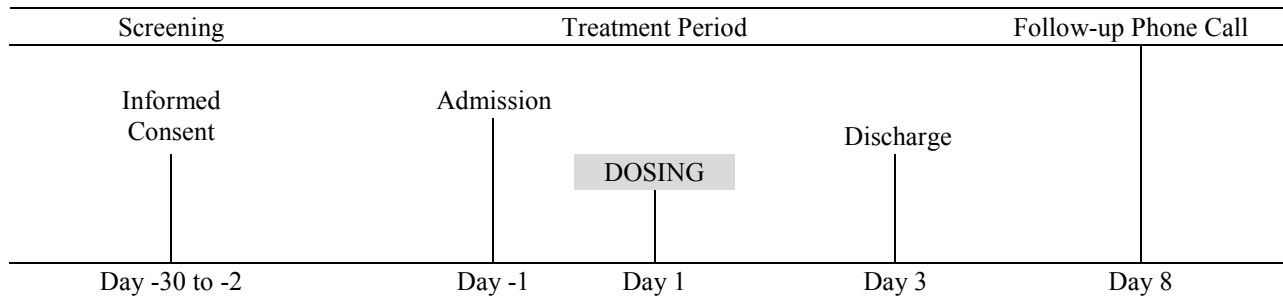 Screening Treatment Period Follow-up Phone Call
Informed
Consent
Admission
Discharge
DOSING
Day -30 to -2 Day -1 Day 1 Day 3 Day 8